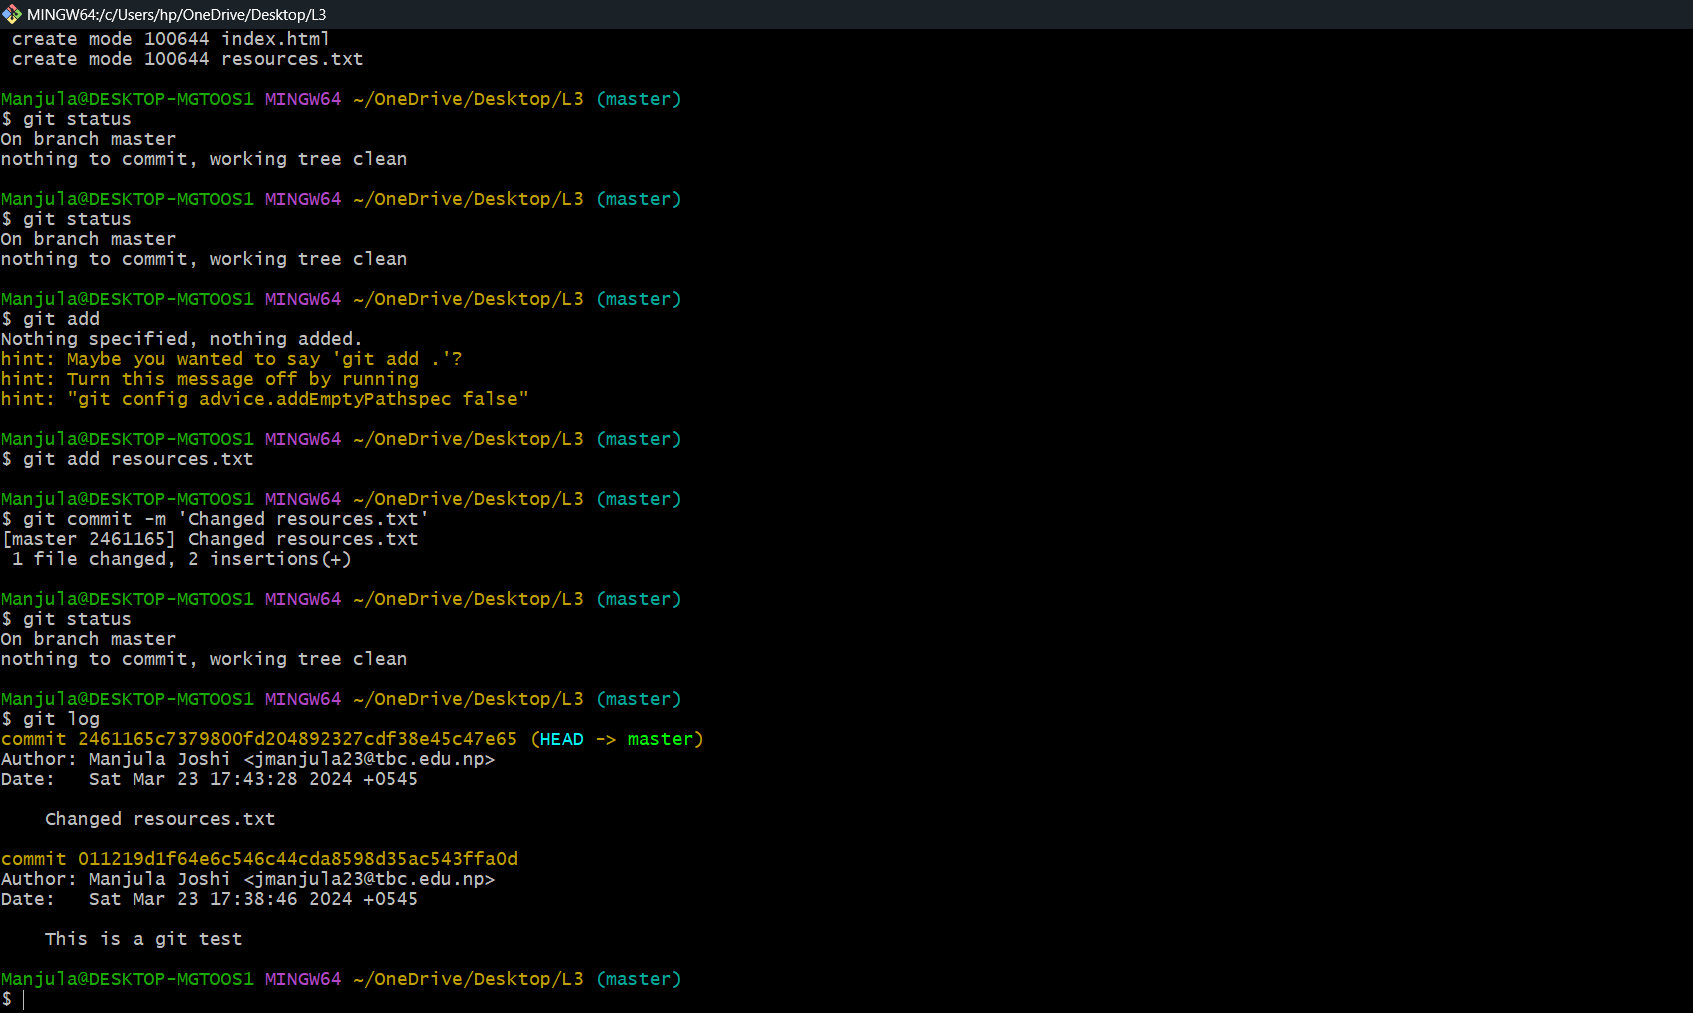 MINGW64:/c/Users/hp/OneDrive/Desktop/L3
create mode 100644 index.html
create mode 100644 resources.txt
Manjula@DESKTOP-MGTOOS1 MINGW64 ~/OneDrive/Desktop/L3 (master)
$ git status
On branch master
nothing to commit, working tree clean
Manjula@DESKTOP-MGTOOS1 MINGW64 ~/OneDrive/Desktop/L3 (master)
$ git status
On branch master
nothing to commit, working tree clean
Manjula@DESKTOP-MGTOOS1 MINGW64 ~/OneDrive/Desktop/L3 (master)
$ git add
Nothing specified, nothing added.
hint: Maybe you wanted to say 'git add .'?
hint: Turn this message off by running
hint: "git config advice.addEmptyPathspec false"
Manjula@DESKTOP-MGTOOS1 MINGW64 ~/OneDrive/Desktop/L3 (master)
$ git add resources.txt
Manjula@DESKTOP-MGTOOS1 MINGW64 ~/OneDrive/Desktop/L3 (master)
$ git commit -m 'Changed resources.txt'
[master 2461165] Changed resources.txt
1 file changed, 2 insertions(+)
Manjula@DESKTOP-MGTOOS1 MINGW64 ~/OneDrive/Desktop/L3 (master)
$ git status
On branch master
nothing to commit, working tree clean
Manjula@DESKTOP-MGTOOS1 MINGW64 ~/OneDrive/Desktop/L3 (master)
$ git log
commit 2461165c7379800fd204892327cdf38e45c47e65 (HEAD -> master)
Author: Manjula Joshi <jmanjula23@tbc.edu.np>
Date:   Sat Mar 23 17:43:28 2024 +0545
Changed resources.txt
commit 011219d1f64e6c546c44cda8598d35ac543ffa0d
Author: Manjula Joshi <jmanjula23@tbc.edu.np>
Date:   Sat Mar 23 17:38:46 2024 +0545
This is a git test
Manjula@DESKTOP-MGTOOS1 MINGW64 ~/OneDrive/Desktop/L3 (master)
$